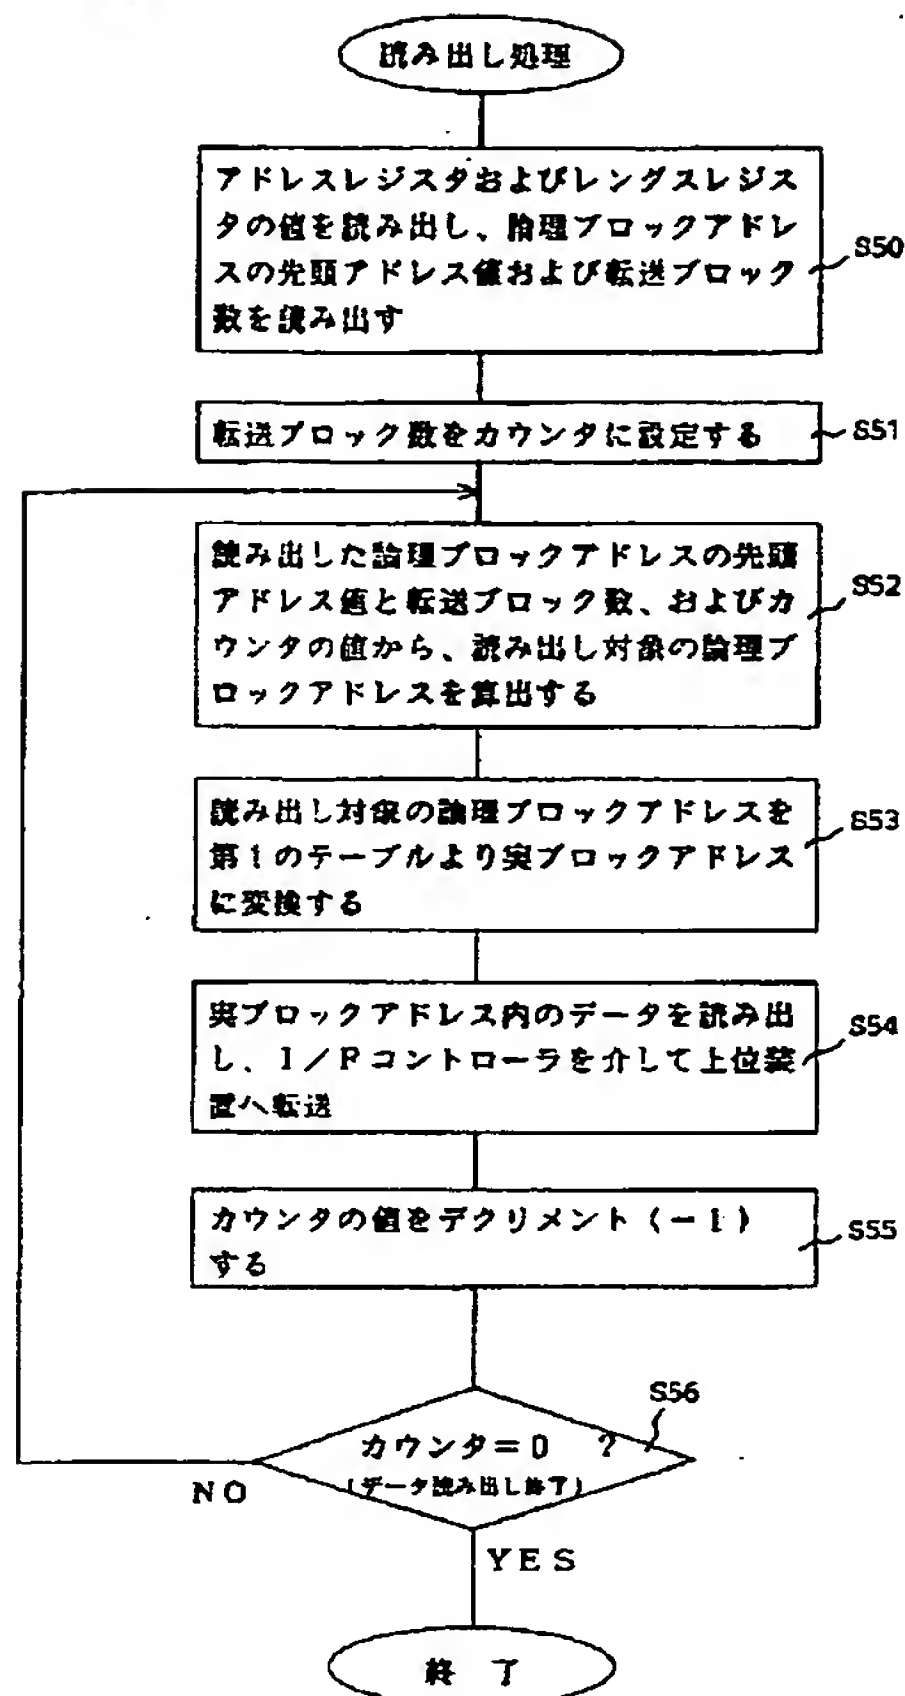 読み出し処理
アドレスレジスタおよびレングスレジス
タの値を読み出し、論理ブロックアドレ
スの先頭アドレス値および転送ブロック
数を読み出す
S50
転送ブロック数をカウンタに設定する
S51
読み出した論理ブロックアドレスの先頭
アドレス値と転送ブロック数、およびカ
ウンタの値から、読み出し対象の論理ブ
ロックアドレスを算出する
S52
読み出し対象の論理ブロックアドレスを
第1のテーブルより実ブロックアドレス
に変換する
S53
実ブロックアドレス内のデータを読み出
し、I/Fコントローラを介して上位装
置へ転送
S54
カウンタの値をデクリメント(-1)
する
S55
S56
カウンタ=0 ?
(データ読み出し終了)
NO
YES
終 了